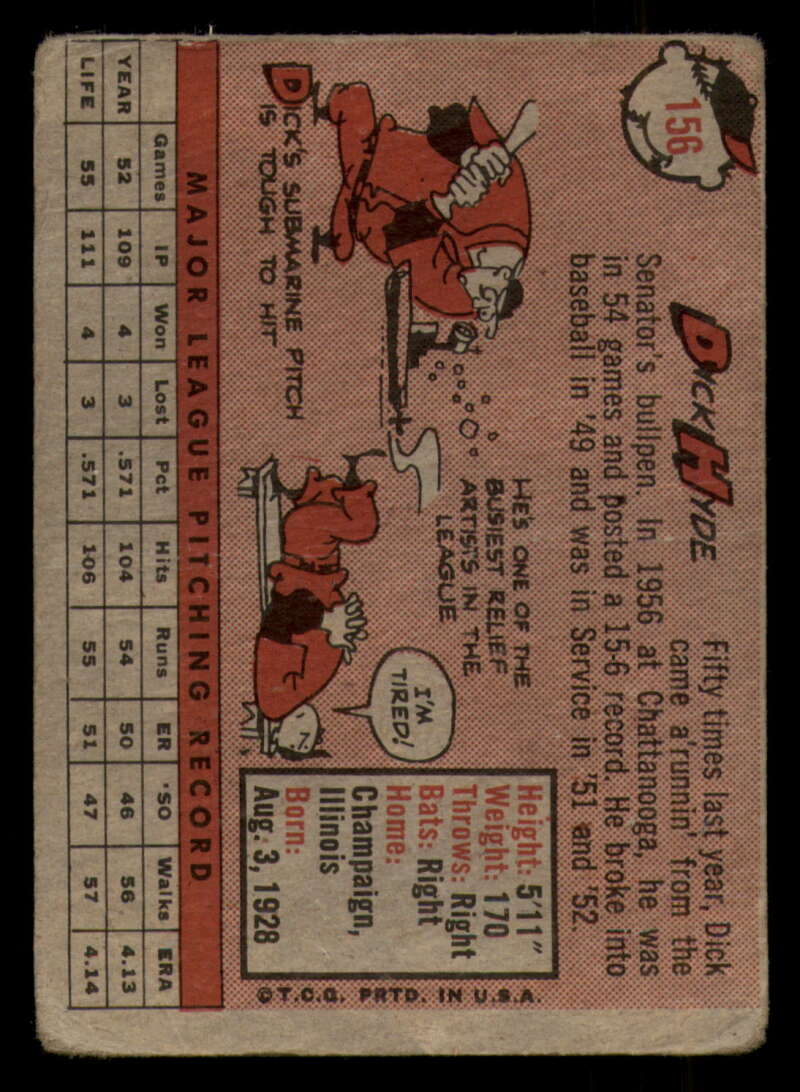 156
DICK HYDE
Fifty times last year, Dick
came a'runnin' from the
Senator's bullpen. In 1956 at Chattanooga, he was
in 54 games and posted a 15-6 record. He broke into
baseball in '49 and was in Service in '51 and '52.
DICK'S SUBMARINE PITCH
IS TOUGH TO HIT
HE'S ONE OF THE
BUSIEST RELIEF
ARTISTS IN THE
LEAGUE
I'M
TIRED!
Height: 5'11"
Weight: 170
Throws: Right
Bats: Right
Home:
Champaign,
Illinois
Born:
Aug. 3, 1928
©T.C.G. PRTD. IN U.S.A.
MAJOR LEAGUE PITCHING RECORD
Games IP Won Lost Pct Hits Runs ER 'SO Walks ERA
YEAR 52 109 4 3 .571 104 54 50 46 56 4.13
LIFE 55 111 4 3 .571 106 55 51 47 57 4.14